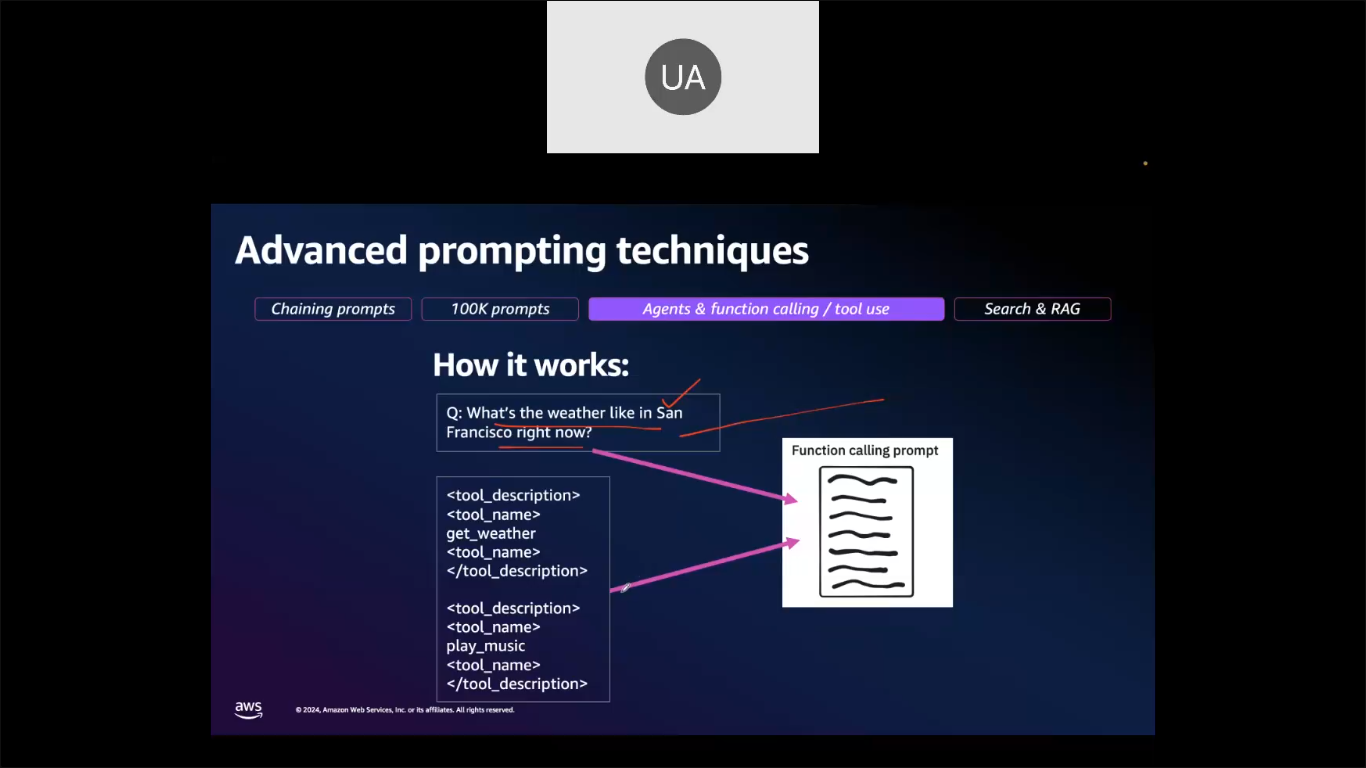 UA
Advanced prompting techniques
Chaining prompts
100K prompts
Agents & function calling / tool use
Search & RAG
How it works:
Q: What's the weather like in San
Francisco right now?
Function calling prompt
<tool_description>
<tool_name>
get_weather
<tool_name>
</tool_description>
<tool_description>
<tool_name>
play_music
<tool_name>
</tool_description>
aws
© 2024, Amazon Web Services, Inc. or its affiliates. All rights reserved.